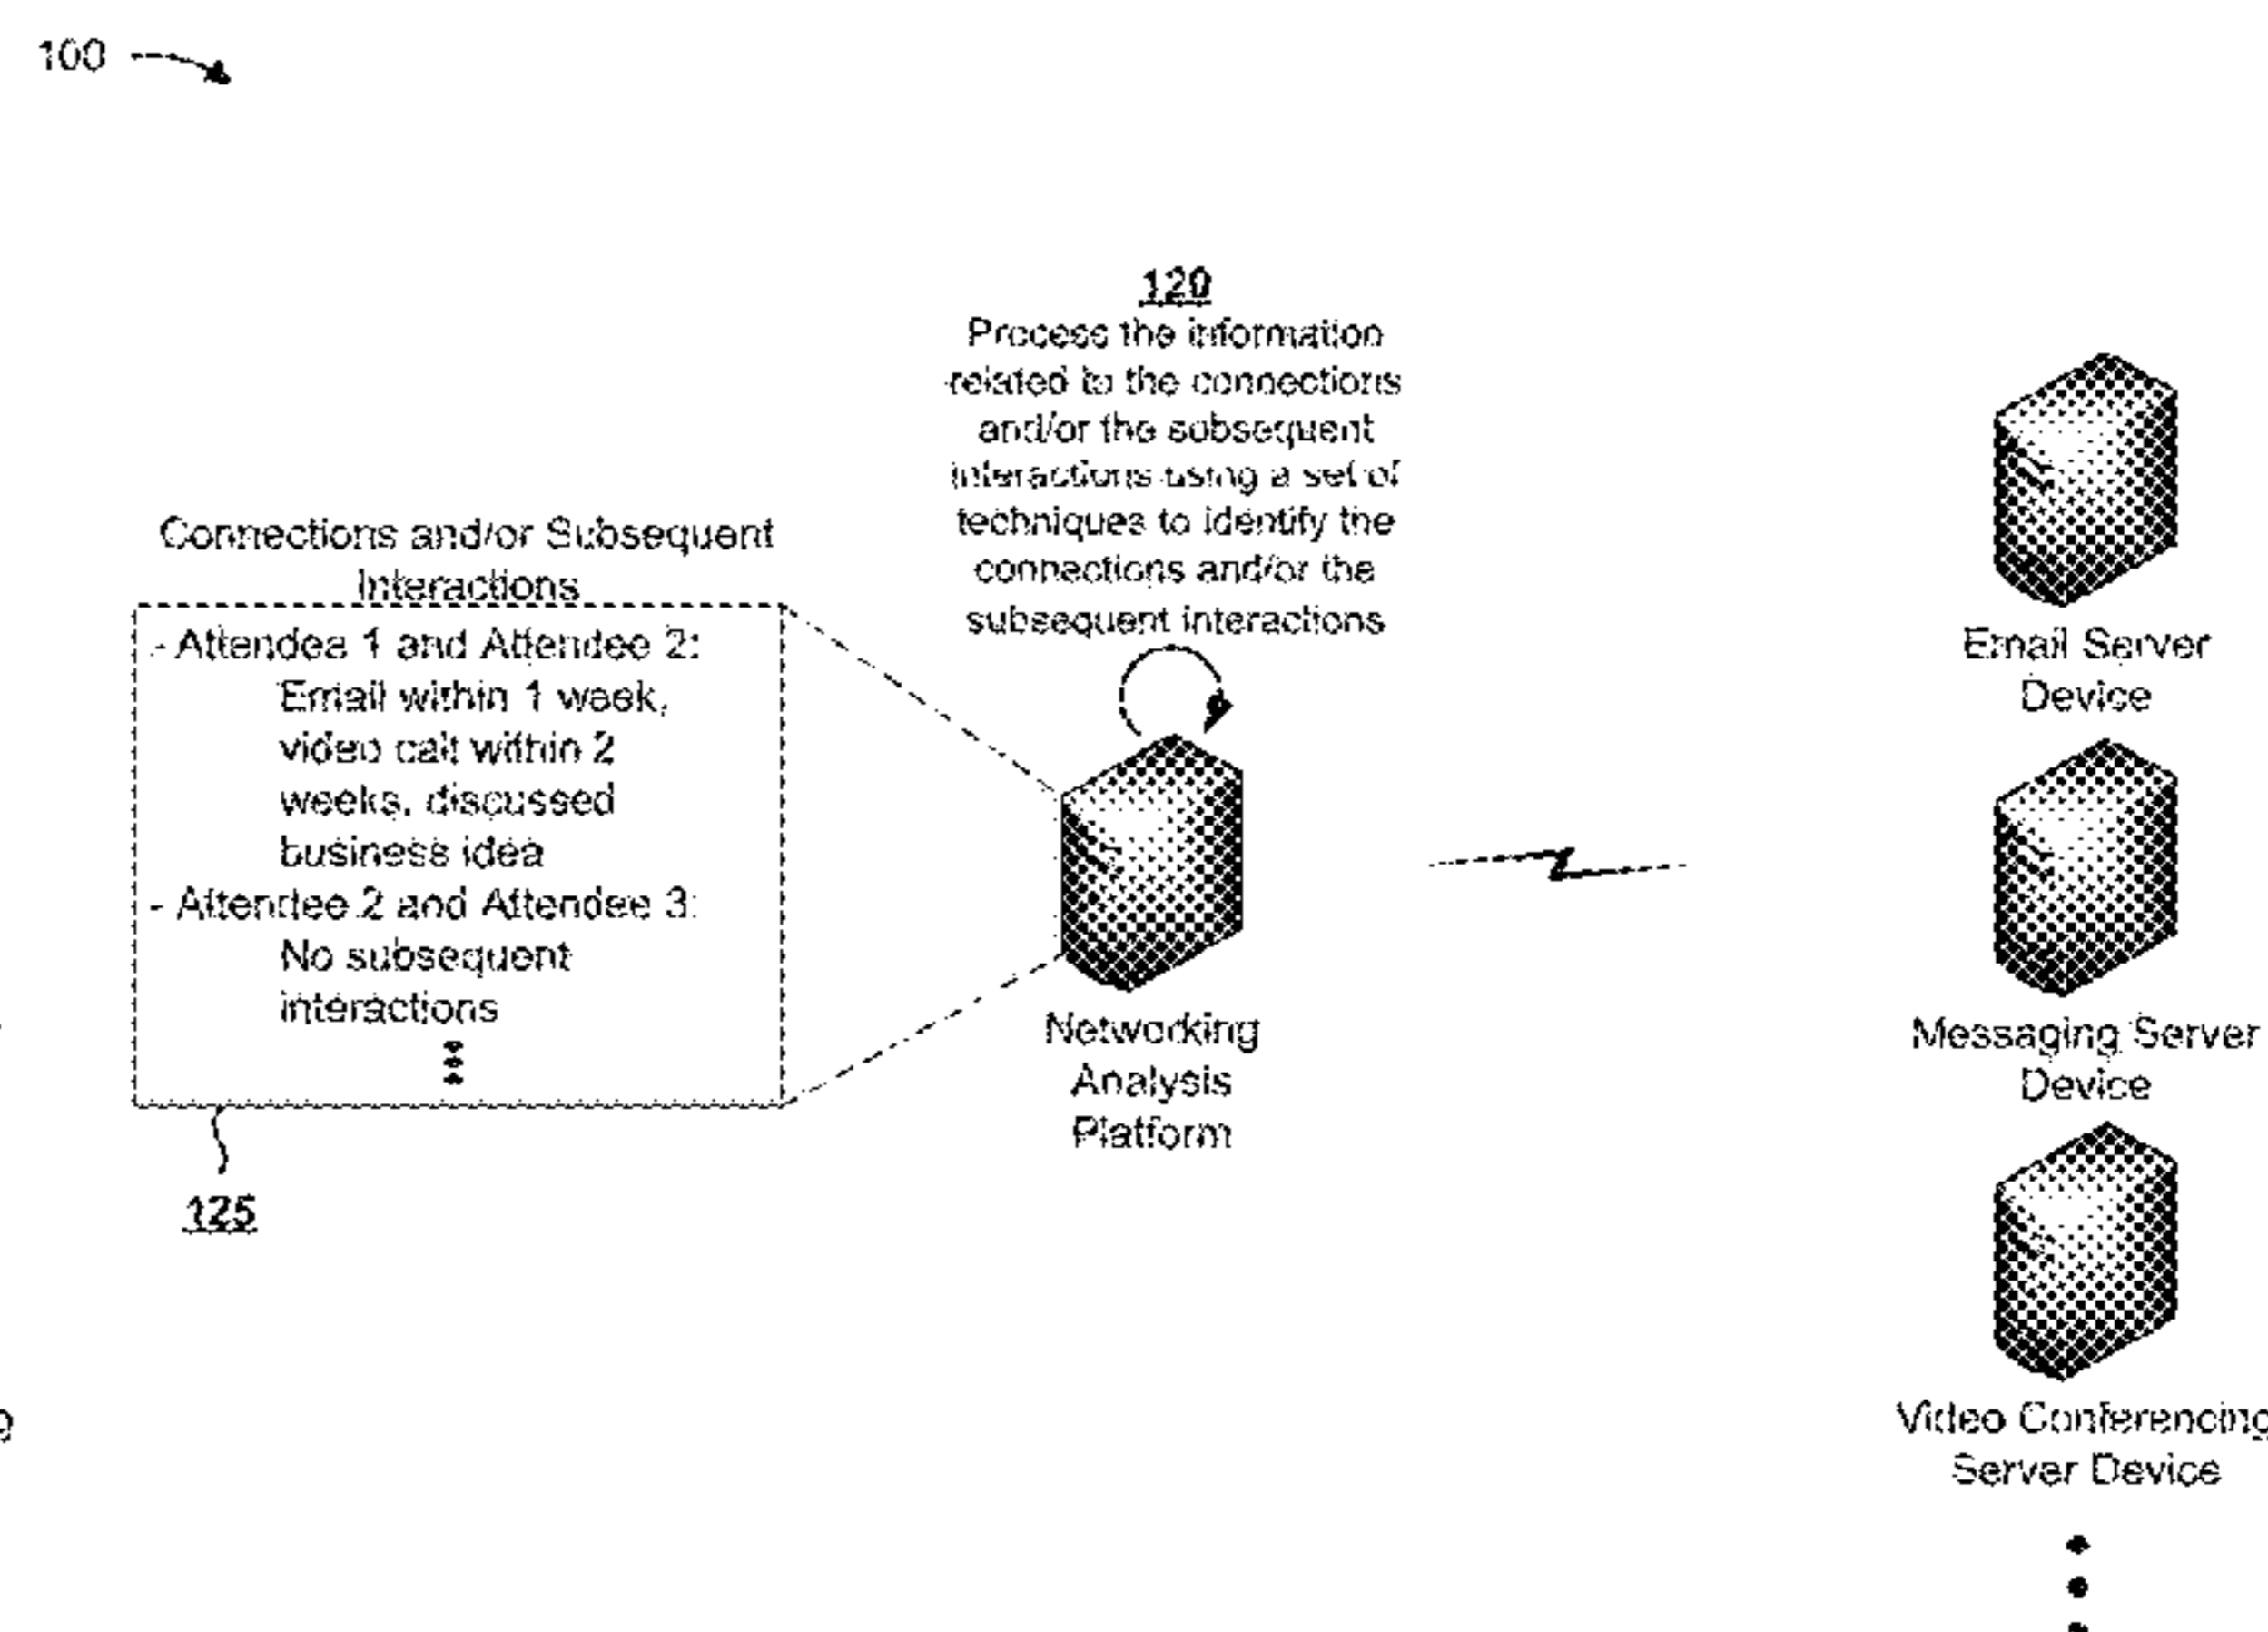 100
120
Process the information
related to the connections
and/or the subsequent
interactions using a set of
techniques to identify the
connections and/or the
subsequent interactions
Connections and/or Subsequent
Interactions
- Attendee 1 and Attendee 2:
Email within 1 week,
video call within 2
weeks, discussed
business idea
- Attendee 2 and Attendee 3:
No subsequent
interactions
125
Networking
Analysis
Platform
Email Server
Device
Messaging Server
Device
Video Conferencing
Server Device